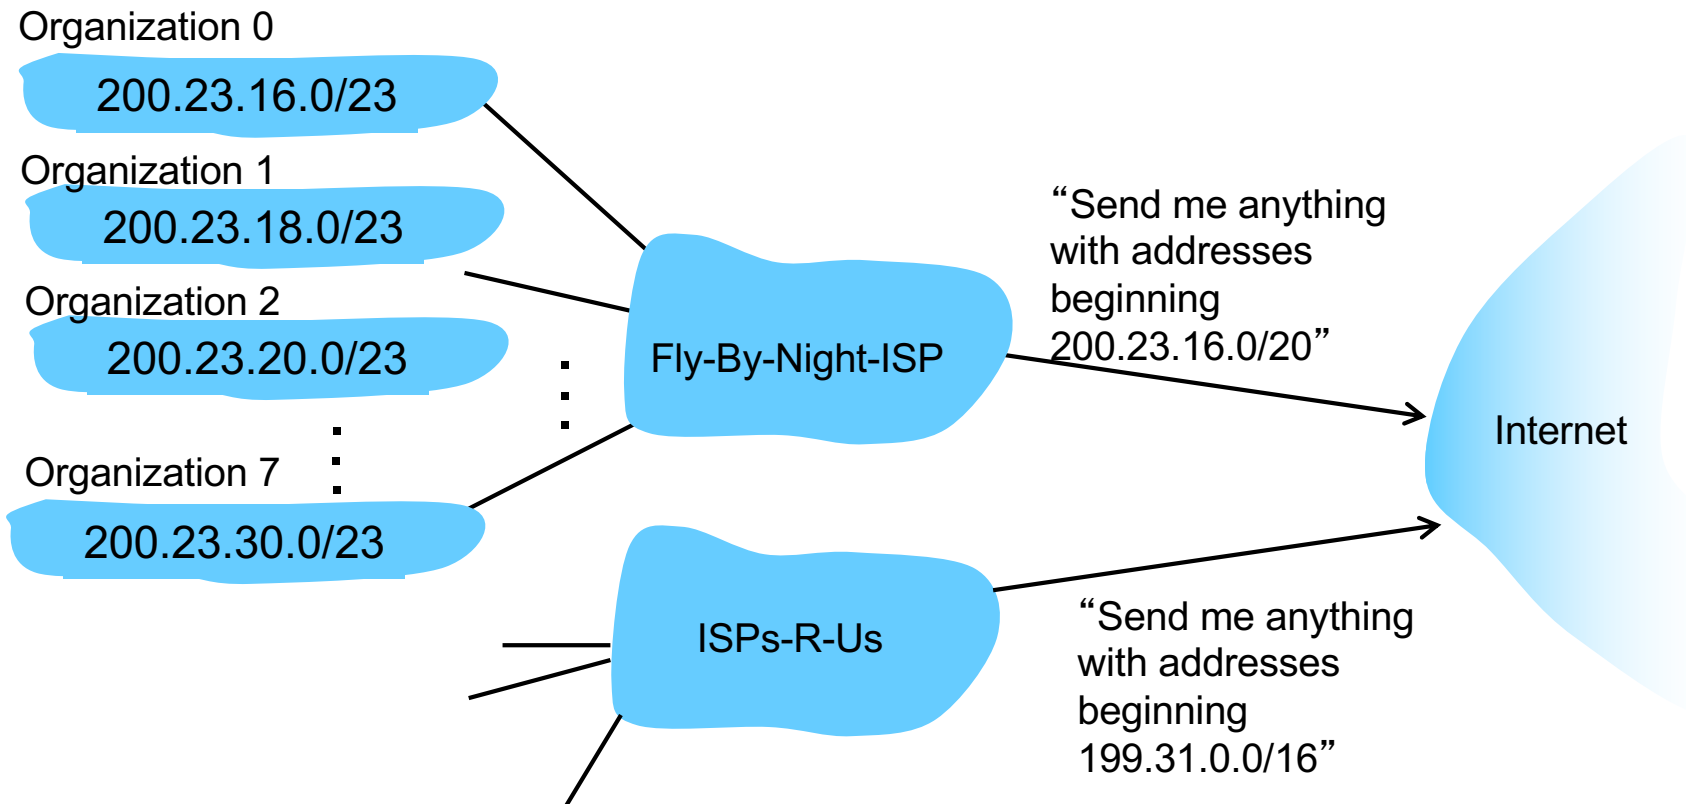 Organization 0
200.23.16.0/23
Organization 1
200.23.18.0/23
Organization 2
200.23.20.0/23
Organization 7
200.23.30.0/23
Fly-By-Night-ISP
“Send me anything
with addresses
beginning
200.23.16.0/20”
Internet
ISPs-R-Us
“Send me anything
with addresses
beginning
199.31.0.0/16”